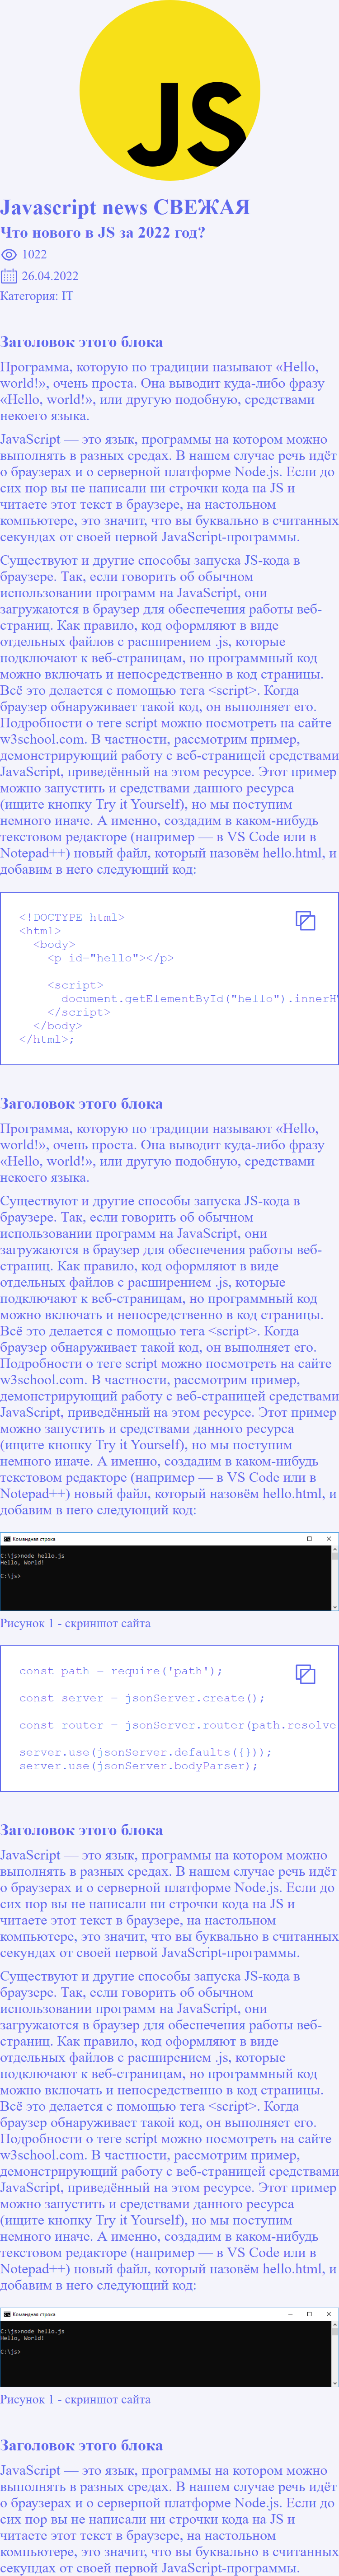 JS
Javascript news СВЕЖАЯ
Что нового в JS за 2022 год?
1022
26.04.2022
Категория: IT
Заголовок этого блока
Программа, которую по традиции называют «Hello,
world!», очень проста. Она выводит куда-либо фразу
«Hello, world!», или другую подобную, средствами
некоего языка.
JavaScript — это язык, программы на котором можно
выполнять в разных средах. В нашем случае речь идёт
о браузерах и о серверной платформе Node.js. Если до
сих пор вы не написали ни строчки кода на JS и
читаете этот текст в браузере, на настольном
компьютере, это значит, что вы буквально в считанных
секундах от своей первой JavaScript-программы.
Существуют и другие способы запуска JS-кода в
браузере. Так, если говорить об обычном
использовании программ на JavaScript, они
загружаются в браузер для обеспечения работы веб-
страниц. Как правило, код оформляют в виде
отдельных файлов с расширением .js, которые
подключают к веб-страницам, но программный код
можно включать и непосредственно в код страницы.
Всё это делается с помощью тега <script>. Когда
браузер обнаруживает такой код, он выполняет его.
Подробности о теге script можно посмотреть на сайте
w3school.com. В частности, рассмотрим пример,
демонстрирующий работу с веб-страницей средствами
JavaScript, приведённый на этом ресурсе. Этот пример
можно запустить и средствами данного ресурса
(ищите кнопку Try it Yourself), но мы поступим
немного иначе. А именно, создадим в каком-нибудь
текстовом редакторе (например — в VS Code или в
Notepad++) новый файл, который назовём hello.html, и
добавим в него следующий код:
<!DOCTYPE html>
<html>
<body>
<p id="hello"></p>
<script>
document.getElementById("hello").innerH
</script>
</body>
</html>;
Заголовок этого блока
Программа, которую по традиции называют «Hello,
world!», очень проста. Она выводит куда-либо фразу
«Hello, world!», или другую подобную, средствами
некоего языка.
Существуют и другие способы запуска JS-кода в
браузере. Так, если говорить об обычном
использовании программ на JavaScript, они
загружаются в браузер для обеспечения работы веб-
страниц. Как правило, код оформляют в виде
отдельных файлов с расширением .js, которые
подключают к веб-страницам, но программный код
можно включать и непосредственно в код страницы.
Всё это делается с помощью тега <script>. Когда
браузер обнаруживает такой код, он выполняет его.
Подробности о теге script можно посмотреть на сайте
w3school.com. В частности, рассмотрим пример,
демонстрирующий работу с веб-страницей средствами
JavaScript, приведённый на этом ресурсе. Этот пример
можно запустить и средствами данного ресурса
(ищите кнопку Try it Yourself), но мы поступим
немного иначе. А именно, создадим в каком-нибудь
текстовом редакторе (например — в VS Code или в
Notepad++) новый файл, который назовём hello.html, и
добавим в него следующий код:
Командная строка
C:\js>node hello.js
Hello, World!
C:\js>
Рисунок 1 - скриншот сайта
const path = require('path');
const server = jsonServer.create();
const router = jsonServer.router(path.resolve
server.use(jsonServer.defaults({}));
server.use(jsonServer.bodyParser);
Заголовок этого блока
JavaScript — это язык, программы на котором можно
выполнять в разных средах. В нашем случае речь идёт
о браузерах и о серверной платформе Node.js. Если до
сих пор вы не написали ни строчки кода на JS и
читаете этот текст в браузере, на настольном
компьютере, это значит, что вы буквально в считанных
секундах от своей первой JavaScript-программы.
Существуют и другие способы запуска JS-кода в
браузере. Так, если говорить об обычном
использовании программ на JavaScript, они
загружаются в браузер для обеспечения работы веб-
страниц. Как правило, код оформляют в виде
отдельных файлов с расширением .js, которые
подключают к веб-страницам, но программный код
можно включать и непосредственно в код страницы.
Всё это делается с помощью тега <script>. Когда
браузер обнаруживает такой код, он выполняет его.
Подробности о теге script можно посмотреть на сайте
w3school.com. В частности, рассмотрим пример,
демонстрирующий работу с веб-страницей средствами
JavaScript, приведённый на этом ресурсе. Этот пример
можно запустить и средствами данного ресурса
(ищите кнопку Try it Yourself), но мы поступим
немного иначе. А именно, создадим в каком-нибудь
текстовом редакторе (например — в VS Code или в
Notepad++) новый файл, который назовём hello.html, и
добавим в него следующий код:
Командная строка
C:\js>node hello.js
Hello, World!
C:\js>
Рисунок 1 - скриншот сайта
Заголовок этого блока
JavaScript — это язык, программы на котором можно
выполнять в разных средах. В нашем случае речь идёт
о браузерах и о серверной платформе Node.js. Если до
сих пор вы не написали ни строчки кода на JS и
читаете этот текст в браузере, на настольном
компьютере, это значит, что вы буквально в считанных
секундах от своей первой JavaScript-программы.